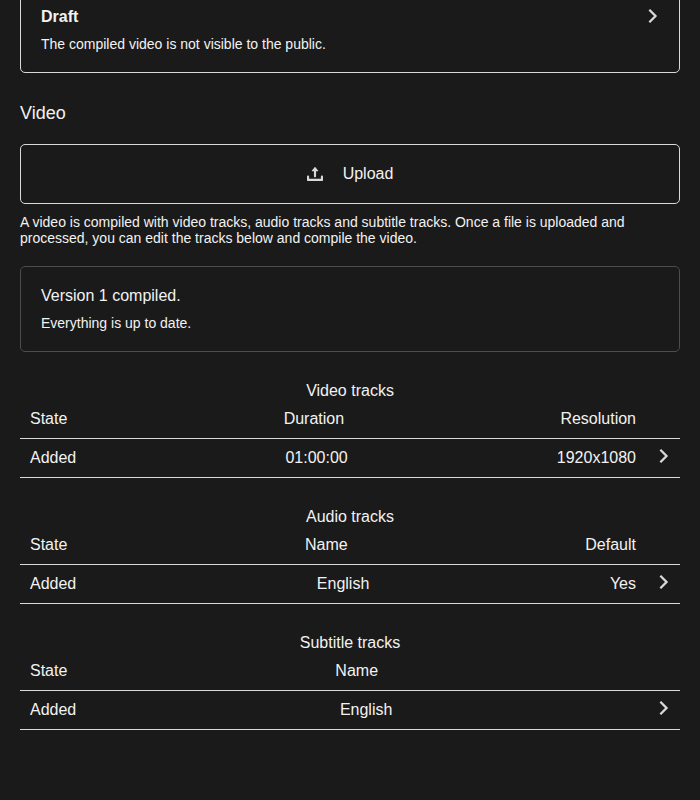 Draft
The compiled video is not visible to the public.
Video
Upload
A video is compiled with video tracks, audio tracks and subtitle tracks. Once a file is uploaded and
processed, you can edit the tracks below and compile the video.
Version 1 compiled.
Everything is up to date.
Video tracks
State Duration Resolution
Added 01:00:00 1920x1080
Audio tracks
State Name Default
Added English Yes
Subtitle tracks
State Name
Added English